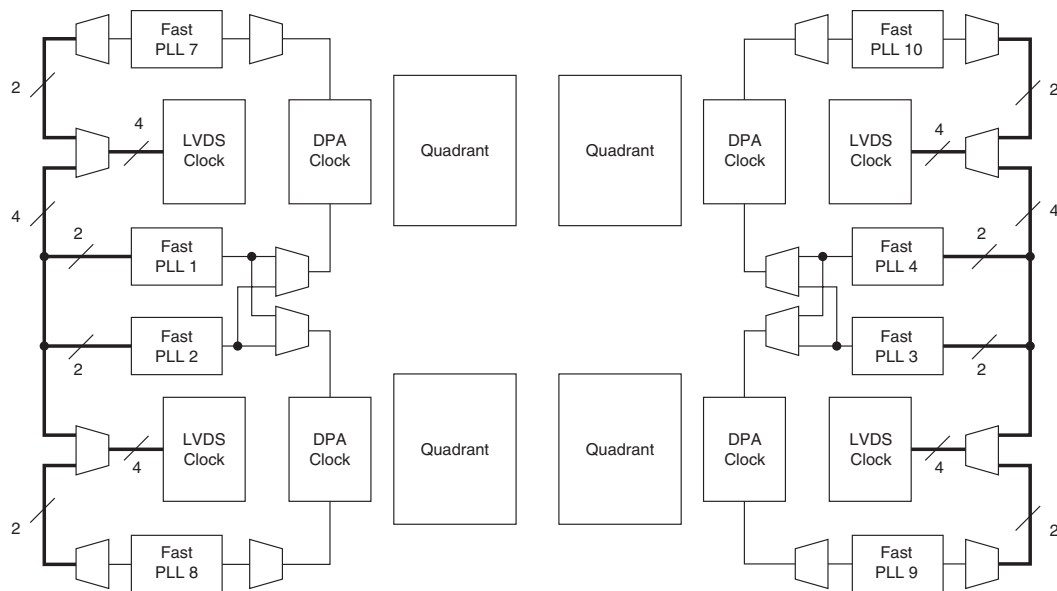 Fast
PLL 7
Fast
PLL 10
2
2
4
LVDS
Clock
DPA
Clock
Quadrant
Quadrant
DPA
Clock
LVDS
Clock
4
4
4
2
Fast
PLL 1
Fast
PLL 4
2
Fast
PLL 2
Fast
PLL 3
2
2
LVDS
Clock
DPA
Clock
Quadrant
Quadrant
DPA
Clock
LVDS
Clock
4
4
2
2
Fast
PLL 8
Fast
PLL 9